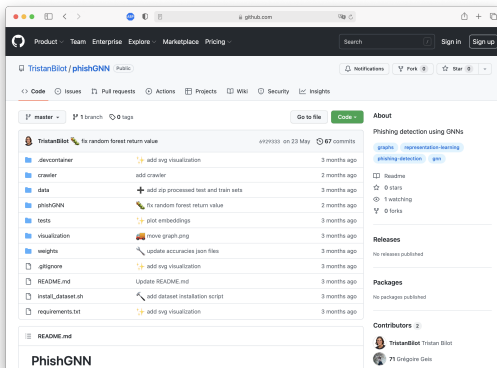 github.com
Product Team Enterprise Explore Marketplace Pricing Search / Sign in Sign up
TristanBilot / phishGNN Public
Notifications Fork 0 Star 0
Code Issues Pull requests Actions Projects Wiki Security Insights
master 1 branch 0 tags Go to file Code
TristanBilot fix random forest return value 6929333 on 23 May 67 commits
.devcontainer add svg visualization 3 months ago
crawler add crawler 2 months ago
data add zip processed test and train sets 3 months ago
phishGNN fix random forest return value 2 months ago
tests plot embeddings 3 months ago
visualization move graph.png 3 months ago
weights update accuracies json files 3 months ago
.gitignore add svg visualization 3 months ago
README.md Update README.md 3 months ago
install_dataset.sh add dataset installation script 3 months ago
requirements.txt add svg visualization 3 months ago
README.md
PhishGNN
About
Phishing detection using GNNs
graphs representation-learning
phishing-detection gnn
Readme
0 stars
1 watching
0 forks
Releases
No releases published
Packages
No packages published
Contributors 2
TristanBilot Tristan Bilot
71 Grégoire Geis